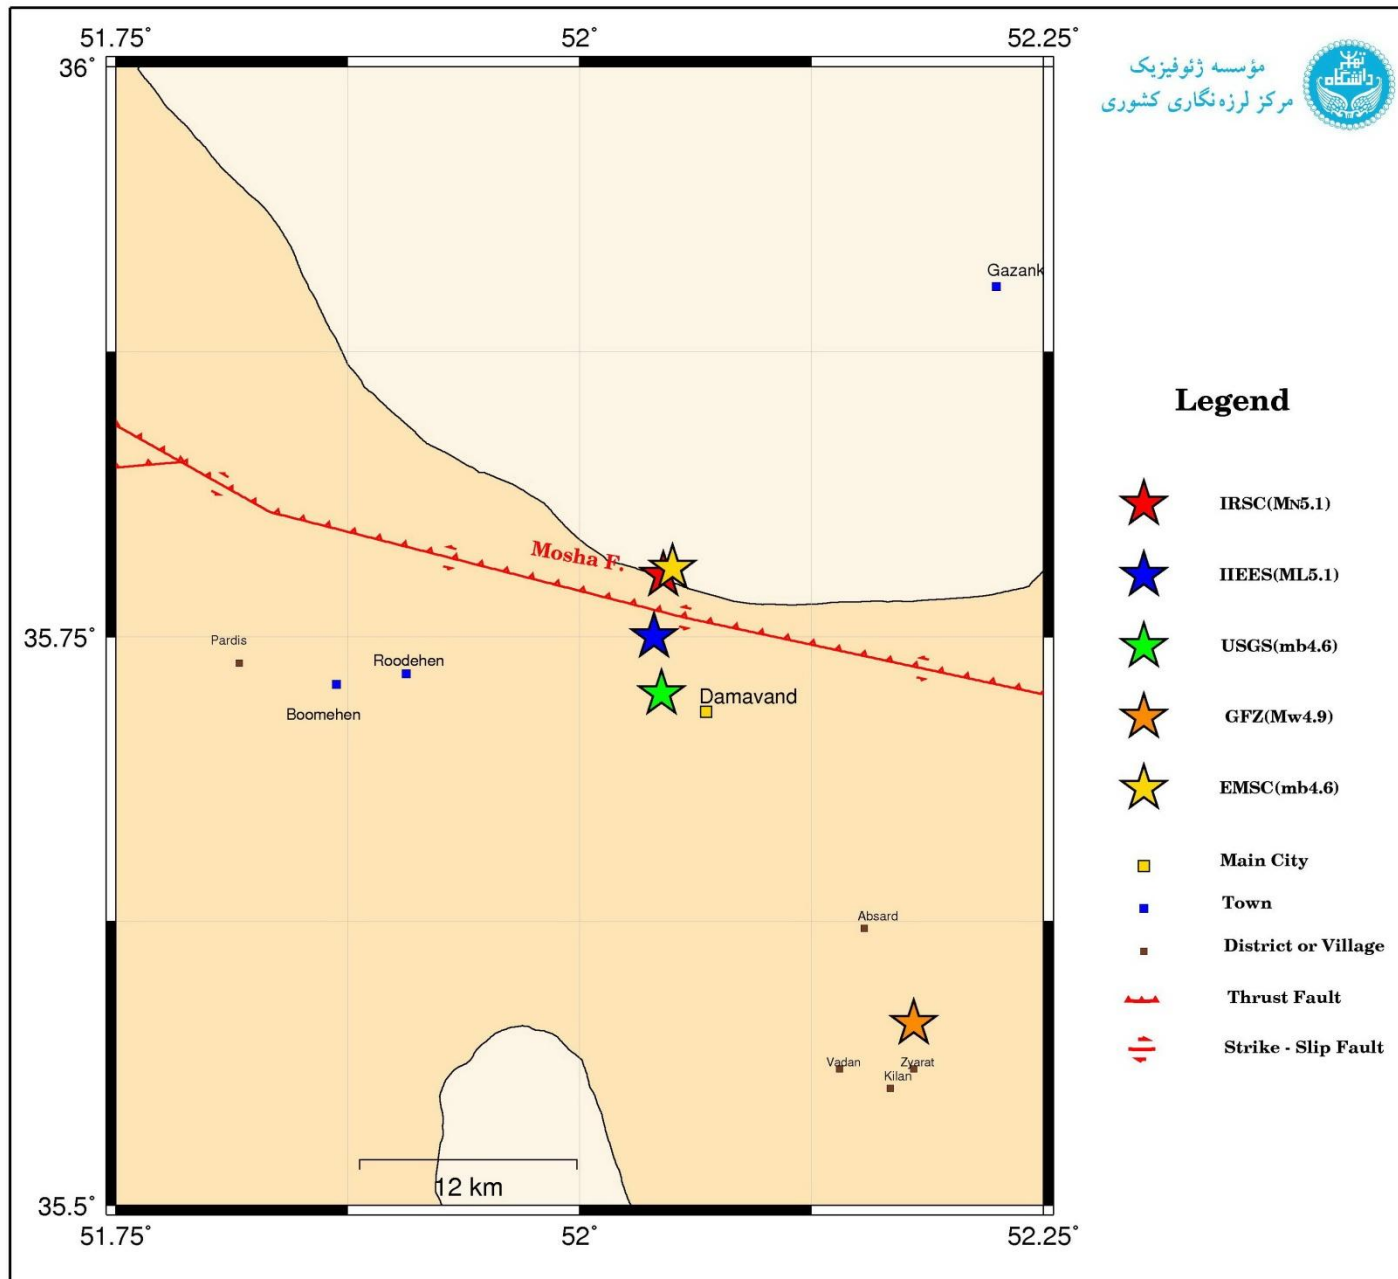 51.75°
52°
52.25°
36°
مؤسسه ژئوفیزیک
مرکز لرزه نگاری کشوری
دانشگاه تهران
Gazank
Legend
IRSC(MN5.1)
Mosha F.
IIEES(ML5.1)
35.75°
Pardis
Roodehen
USGS(mb4.6)
Damavand
Boomehen
GFZ(Mw4.9)
EMSC(mb4.6)
Main City
Town
Absard
District or Village
Thrust Fault
Strike - Slip Fault
Vadan
Zyarat
Kilan
12 km
35.5°
51.75°
52°
52.25°